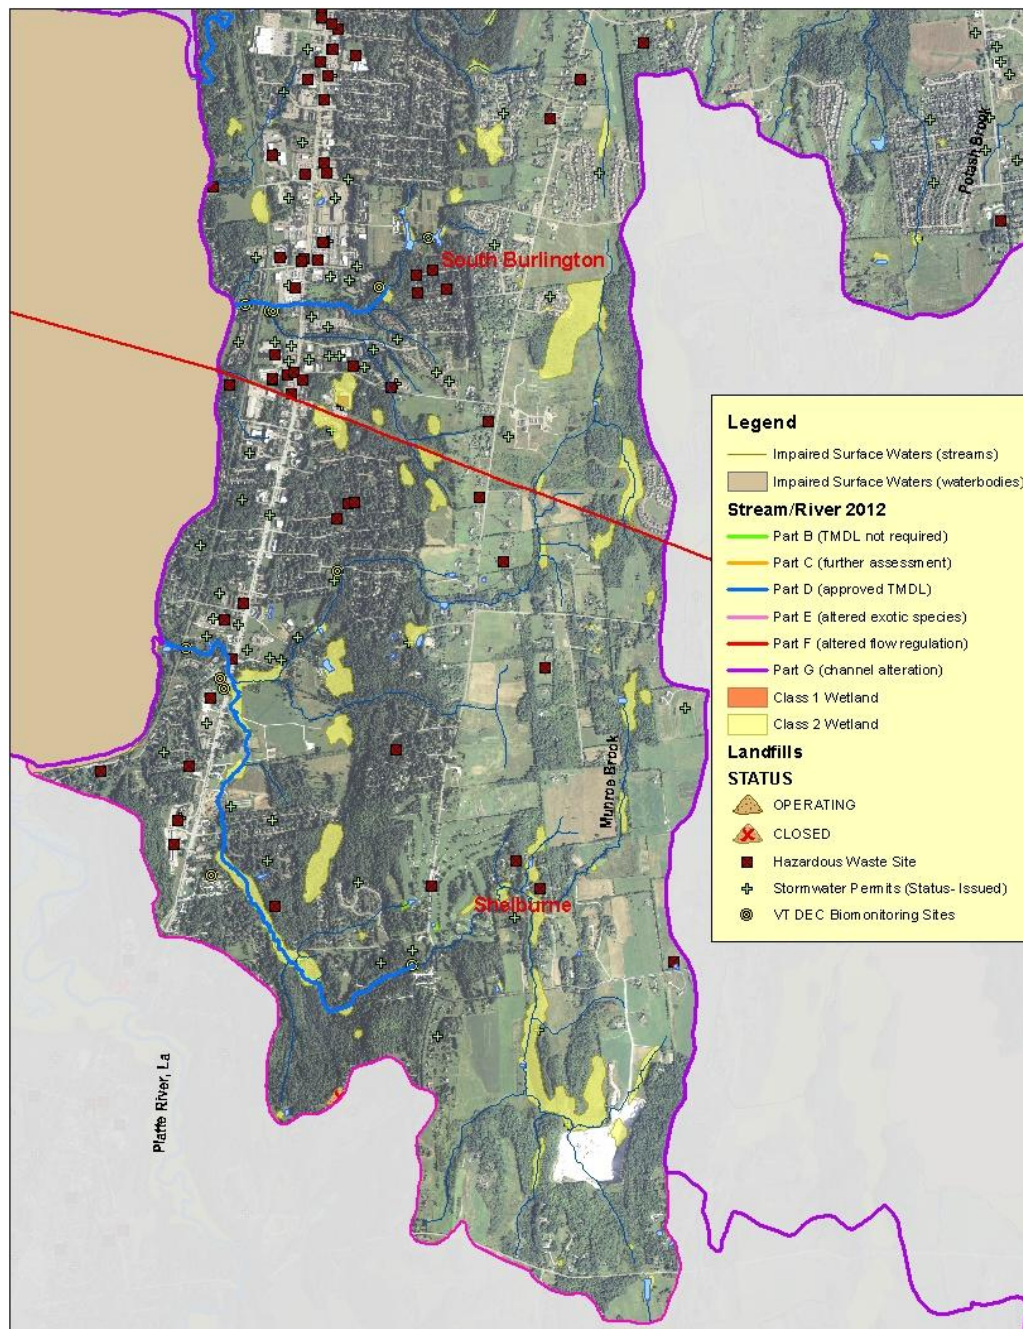 Potash Brook
South Burlington
Legend
Impaired Surface Waters (streams)
Impaired Surface Waters (waterbodies)
Stream/River 2012
Part B (TMDL not required)
Part C (further assessment)
Part D (approved TMDL)
Part E (altered exotic species)
Part F (altered flow regulation)
Part G (channel alteration)
Class 1 Wetland
Class 2 Wetland
Landfills
STATUS
OPERATING
CLOSED
Hazardous Waste Site
Stormwater Permits (Status- Issued)
VT DEC Biomonitoring Sites
Munroe Brook
Shelburne
Platte River, La